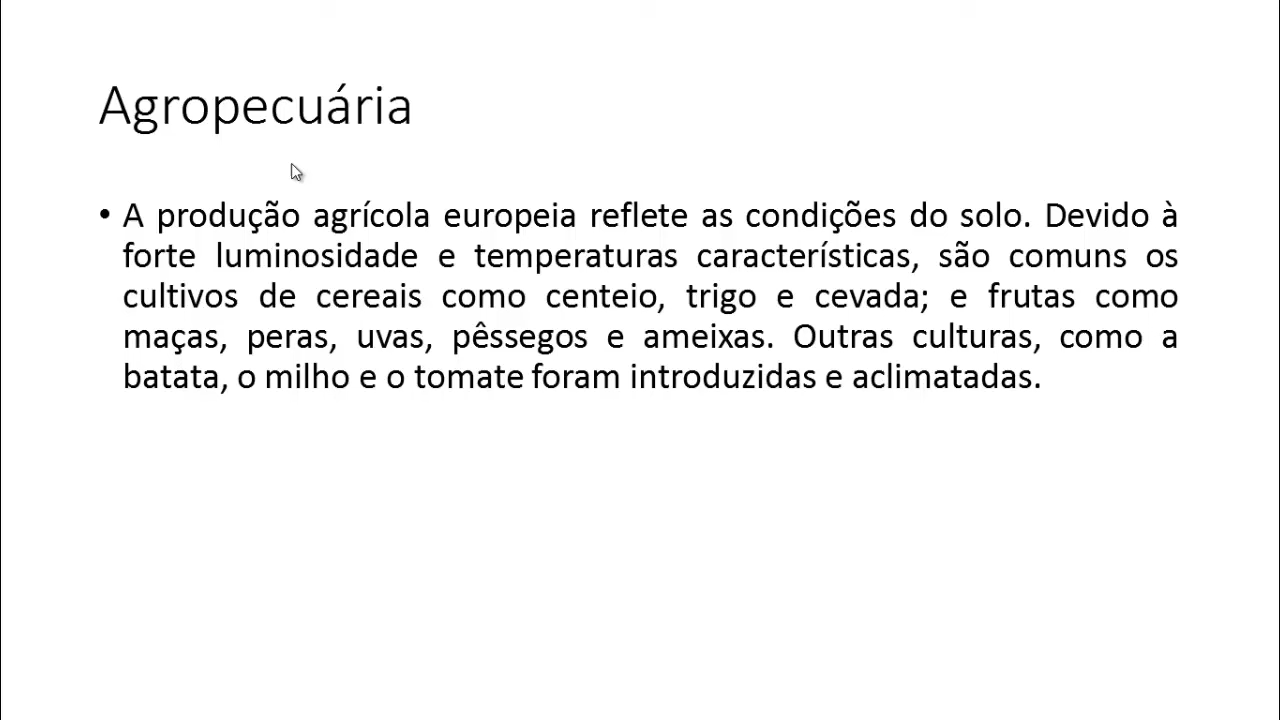 Agropecuária
• A produção agrícola europeia reflete as condições do solo. Devido à
forte luminosidade e temperaturas características, são comuns os
cultivos de cereais como centeio, trigo e cevada; e frutas como
maças, peras, uvas, pêssegos e ameixas. Outras culturas, como a
batata, o milho e o tomate foram introduzidas e aclimatadas.